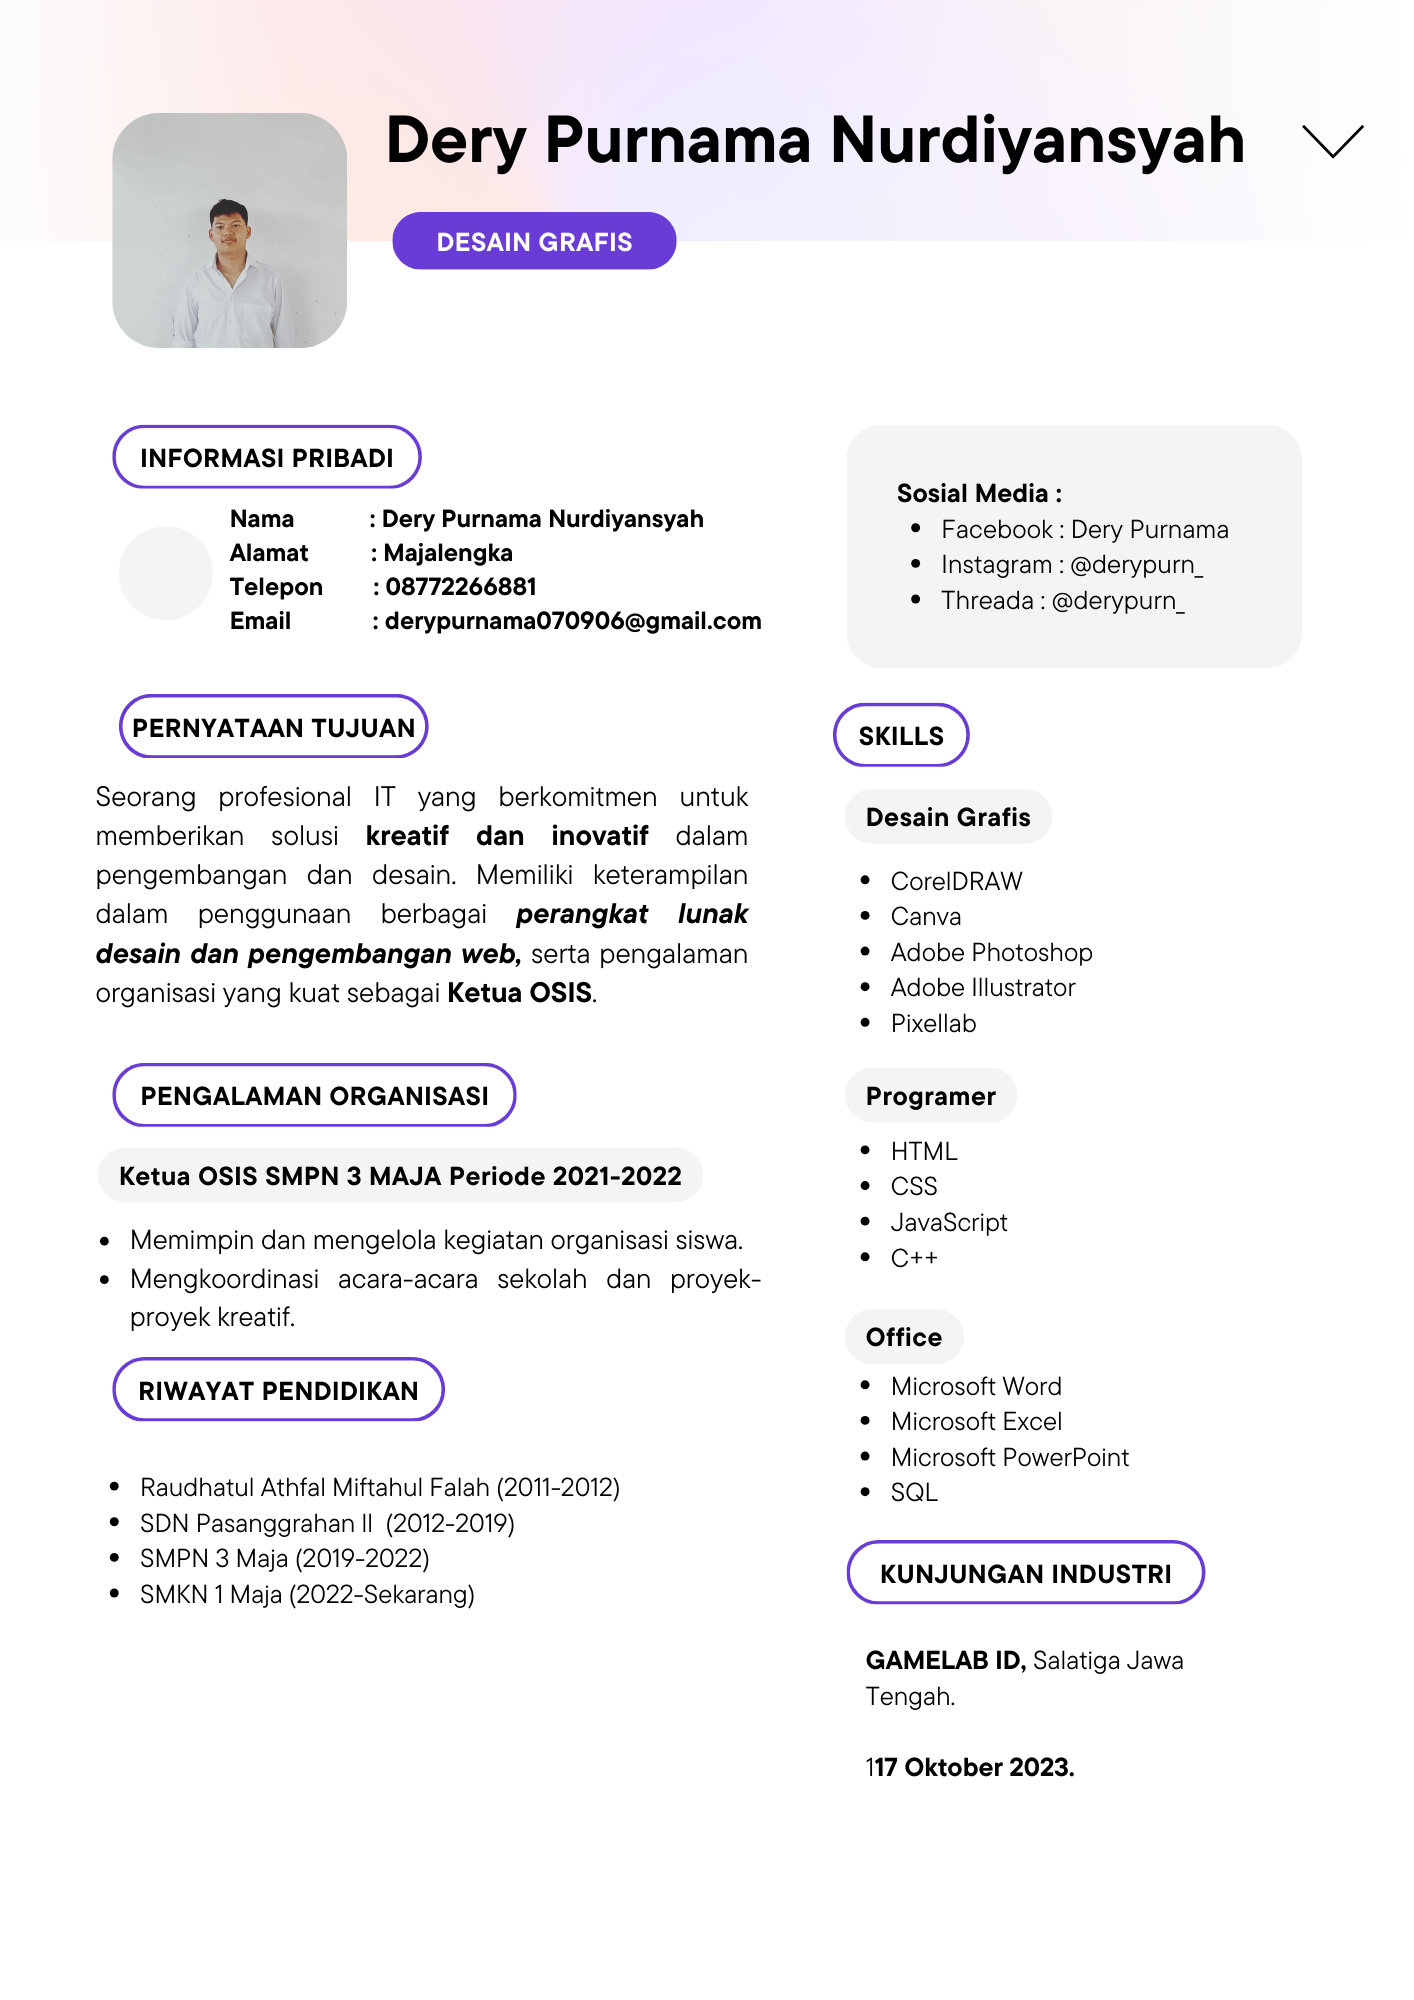 Dery Purnama Nurdiyansyah
DESAIN GRAFIS
INFORMASI PRIBADI
Nama : Dery Purnama Nurdiyansyah
Alamat : Majalengka
Telepon : 08772266881
Email : derypurnama070906@gmail.com
PERNYATAAN TUJUAN
Seorang profesional IT yang berkomitmen untuk
memberikan solusi kreatif dan inovatif dalam
pengembangan dan desain. Memiliki keterampilan
dalam penggunaan berbagai perangkat lunak
desain dan pengembangan web, serta pengalaman
organisasi yang kuat sebagai Ketua OSIS.
PENGALAMAN ORGANISASI
Ketua OSIS SMPN 3 MAJA Periode 2021-2022
• Memimpin dan mengelola kegiatan organisasi siswa.
• Mengkoordinasi acara-acara sekolah dan proyek-
proyek kreatif.
RIWAYAT PENDIDIKAN
• Raudhatul Athfal Miftahul Falah (2011-2012)
• SDN Pasanggrahan II (2012-2019)
• SMPN 3 Maja (2019-2022)
• SMKN 1 Maja (2022-Sekarang)
Sosial Media :
• Facebook : Dery Purnama
• Instagram : @derypurn_
• Threada : @derypurn_
SKILLS
Desain Grafis
• CorelDRAW
• Canva
• Adobe Photoshop
• Adobe Illustrator
• Pixellab
Programer
• HTML
• CSS
• JavaScript
• C++
Office
• Microsoft Word
• Microsoft Excel
• Microsoft PowerPoint
• SQL
KUNJUNGAN INDUSTRI
GAMELAB ID, Salatiga Jawa
Tengah.
117 Oktober 2023.